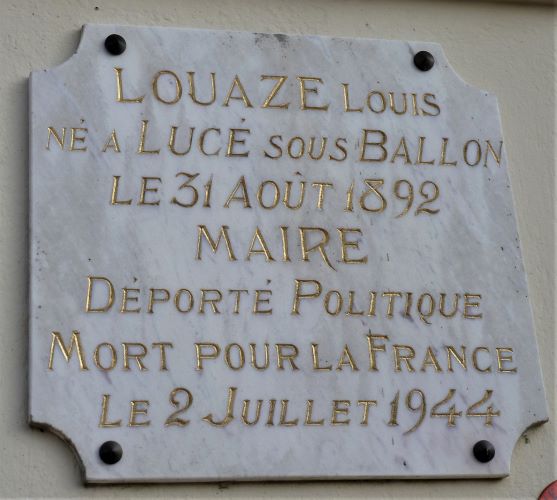 LOUAZE LOUIS
NÉ A LUCÉ SOUS BALLON
LE 31 AOÛT 1892
MAIRE
DÉPORTÉ POLITIQUE
MORT POUR LA FRANCE
LE 2 JUILLET 1944